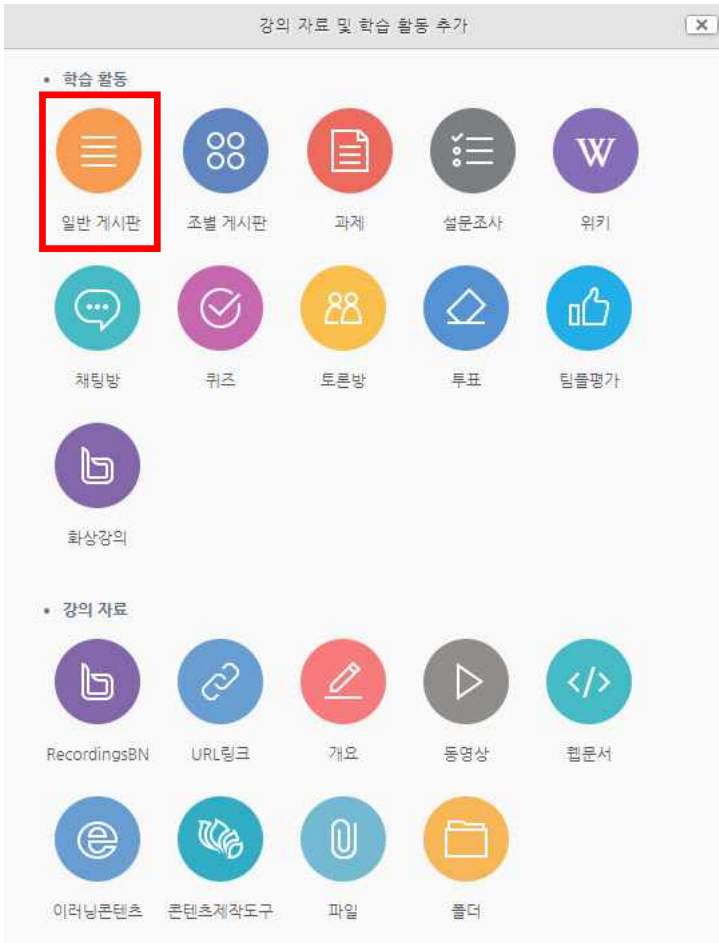 강의 자료 및 학습 활동 추가
• 학습 활동
일반 게시판 조별 게시판 과제 설문조사 위키
채팅방 퀴즈 토론방 투표 팀플평가
화상강의
• 강의 자료
RecordingsBN URL링크 개요 동영상 웹문서
이러닝콘텐츠 콘텐츠제작도구 파일 폴더